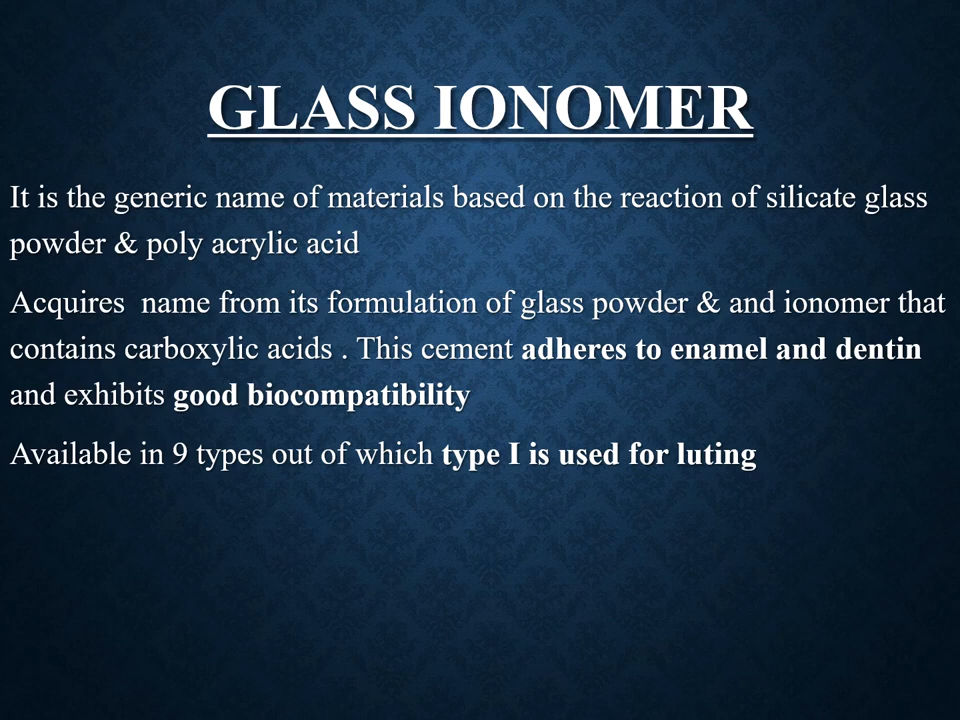 GLASS IONOMER
It is the generic name of materials based on the reaction of silicate glass
powder & poly acrylic acid
Acquires  name from its formulation of glass powder & and ionomer that
contains carboxylic acids . This cement adheres to enamel and dentin
and exhibits good biocompatibility
Available in 9 types out of which type I is used for luting